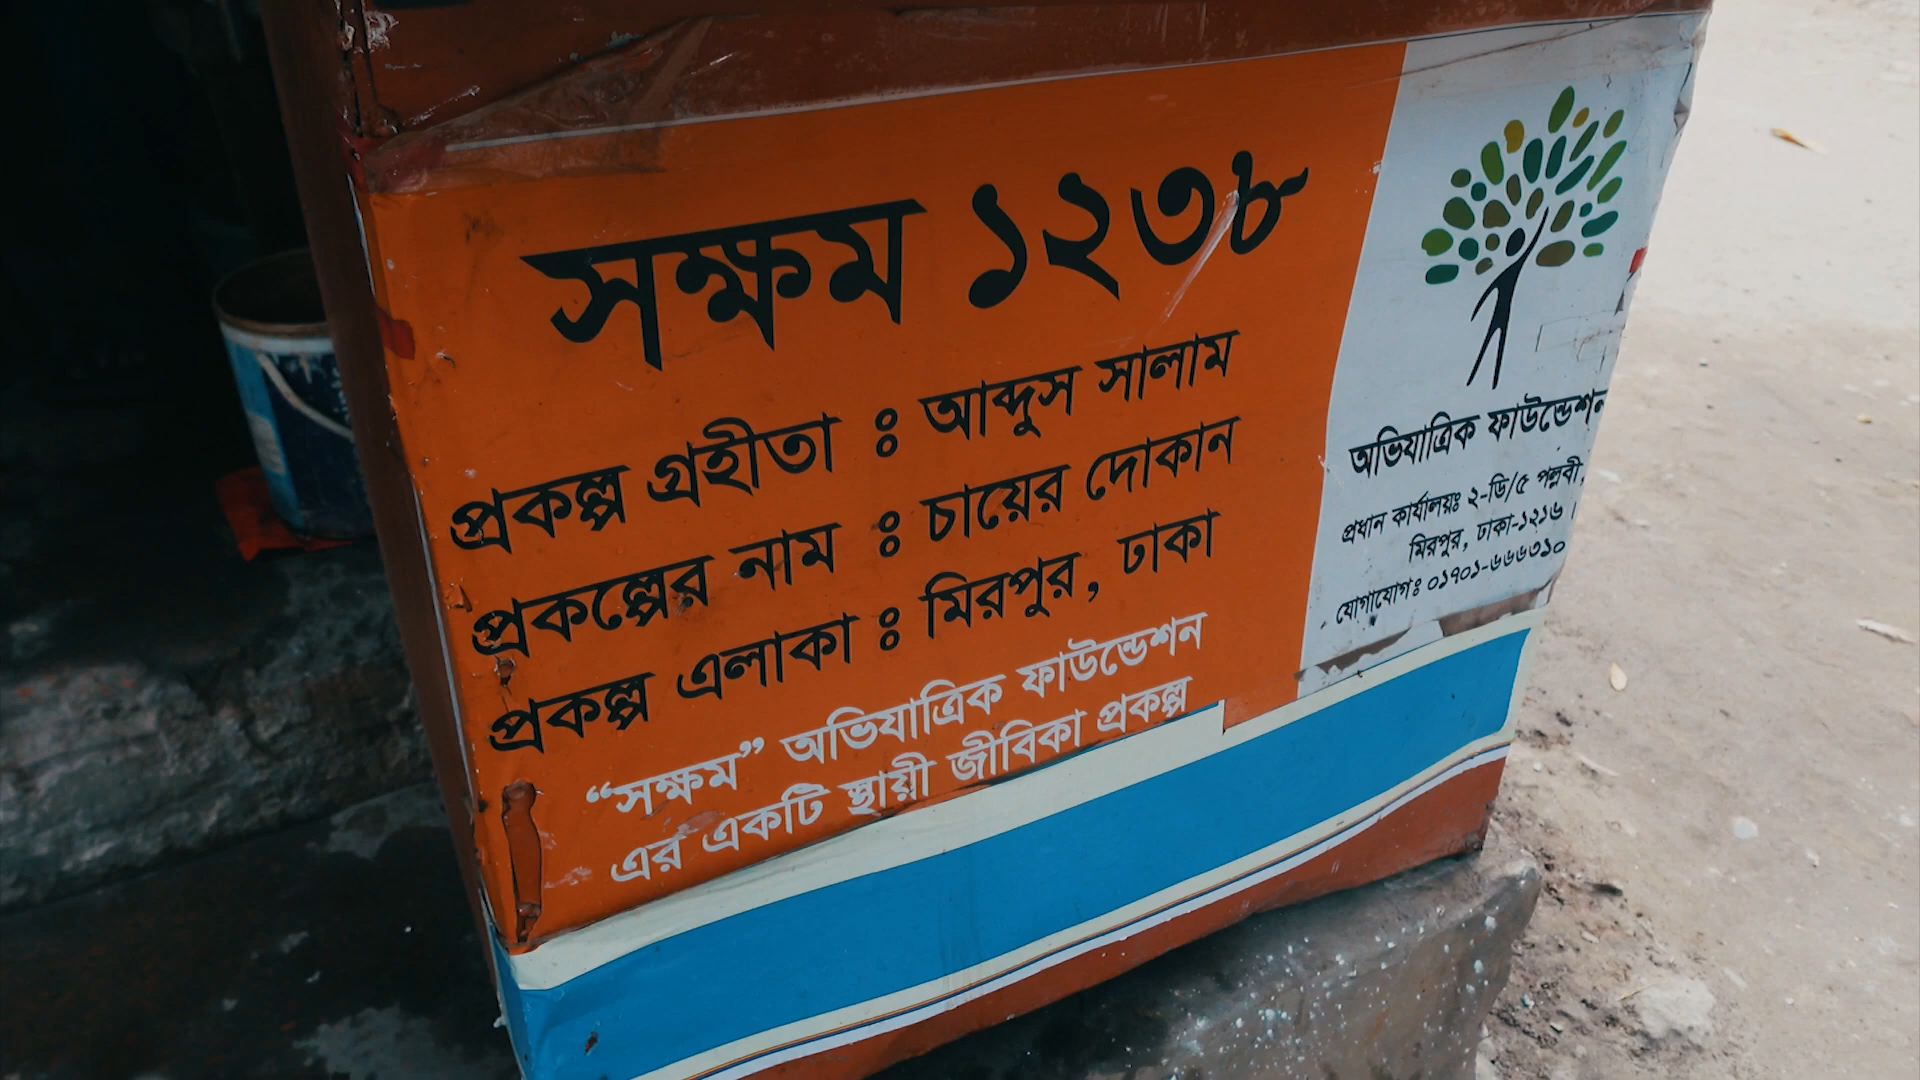 সক্ষম ১২৩৮
প্রকল্প গ্রহীতা ঃ আব্দুস সালাম
প্রকল্পের নাম ঃ চায়ের দোকান
প্রকল্প এলাকা ঃ মিরপুর, ঢাকা
“সক্ষম” অভিযাত্রিক ফাউন্ডেশন
এর একটি স্থায়ী জীবিকা প্রকল্প
অভিযাত্রিক ফাউন্ডেশন
প্রধান কার্যালয়ঃ ২-ডি/৫ পল্লবী,
মিরপুর, ঢাকা-১২১৬ ।
যোগাযোগঃ ০১৭০১-৬৬৬৩১০